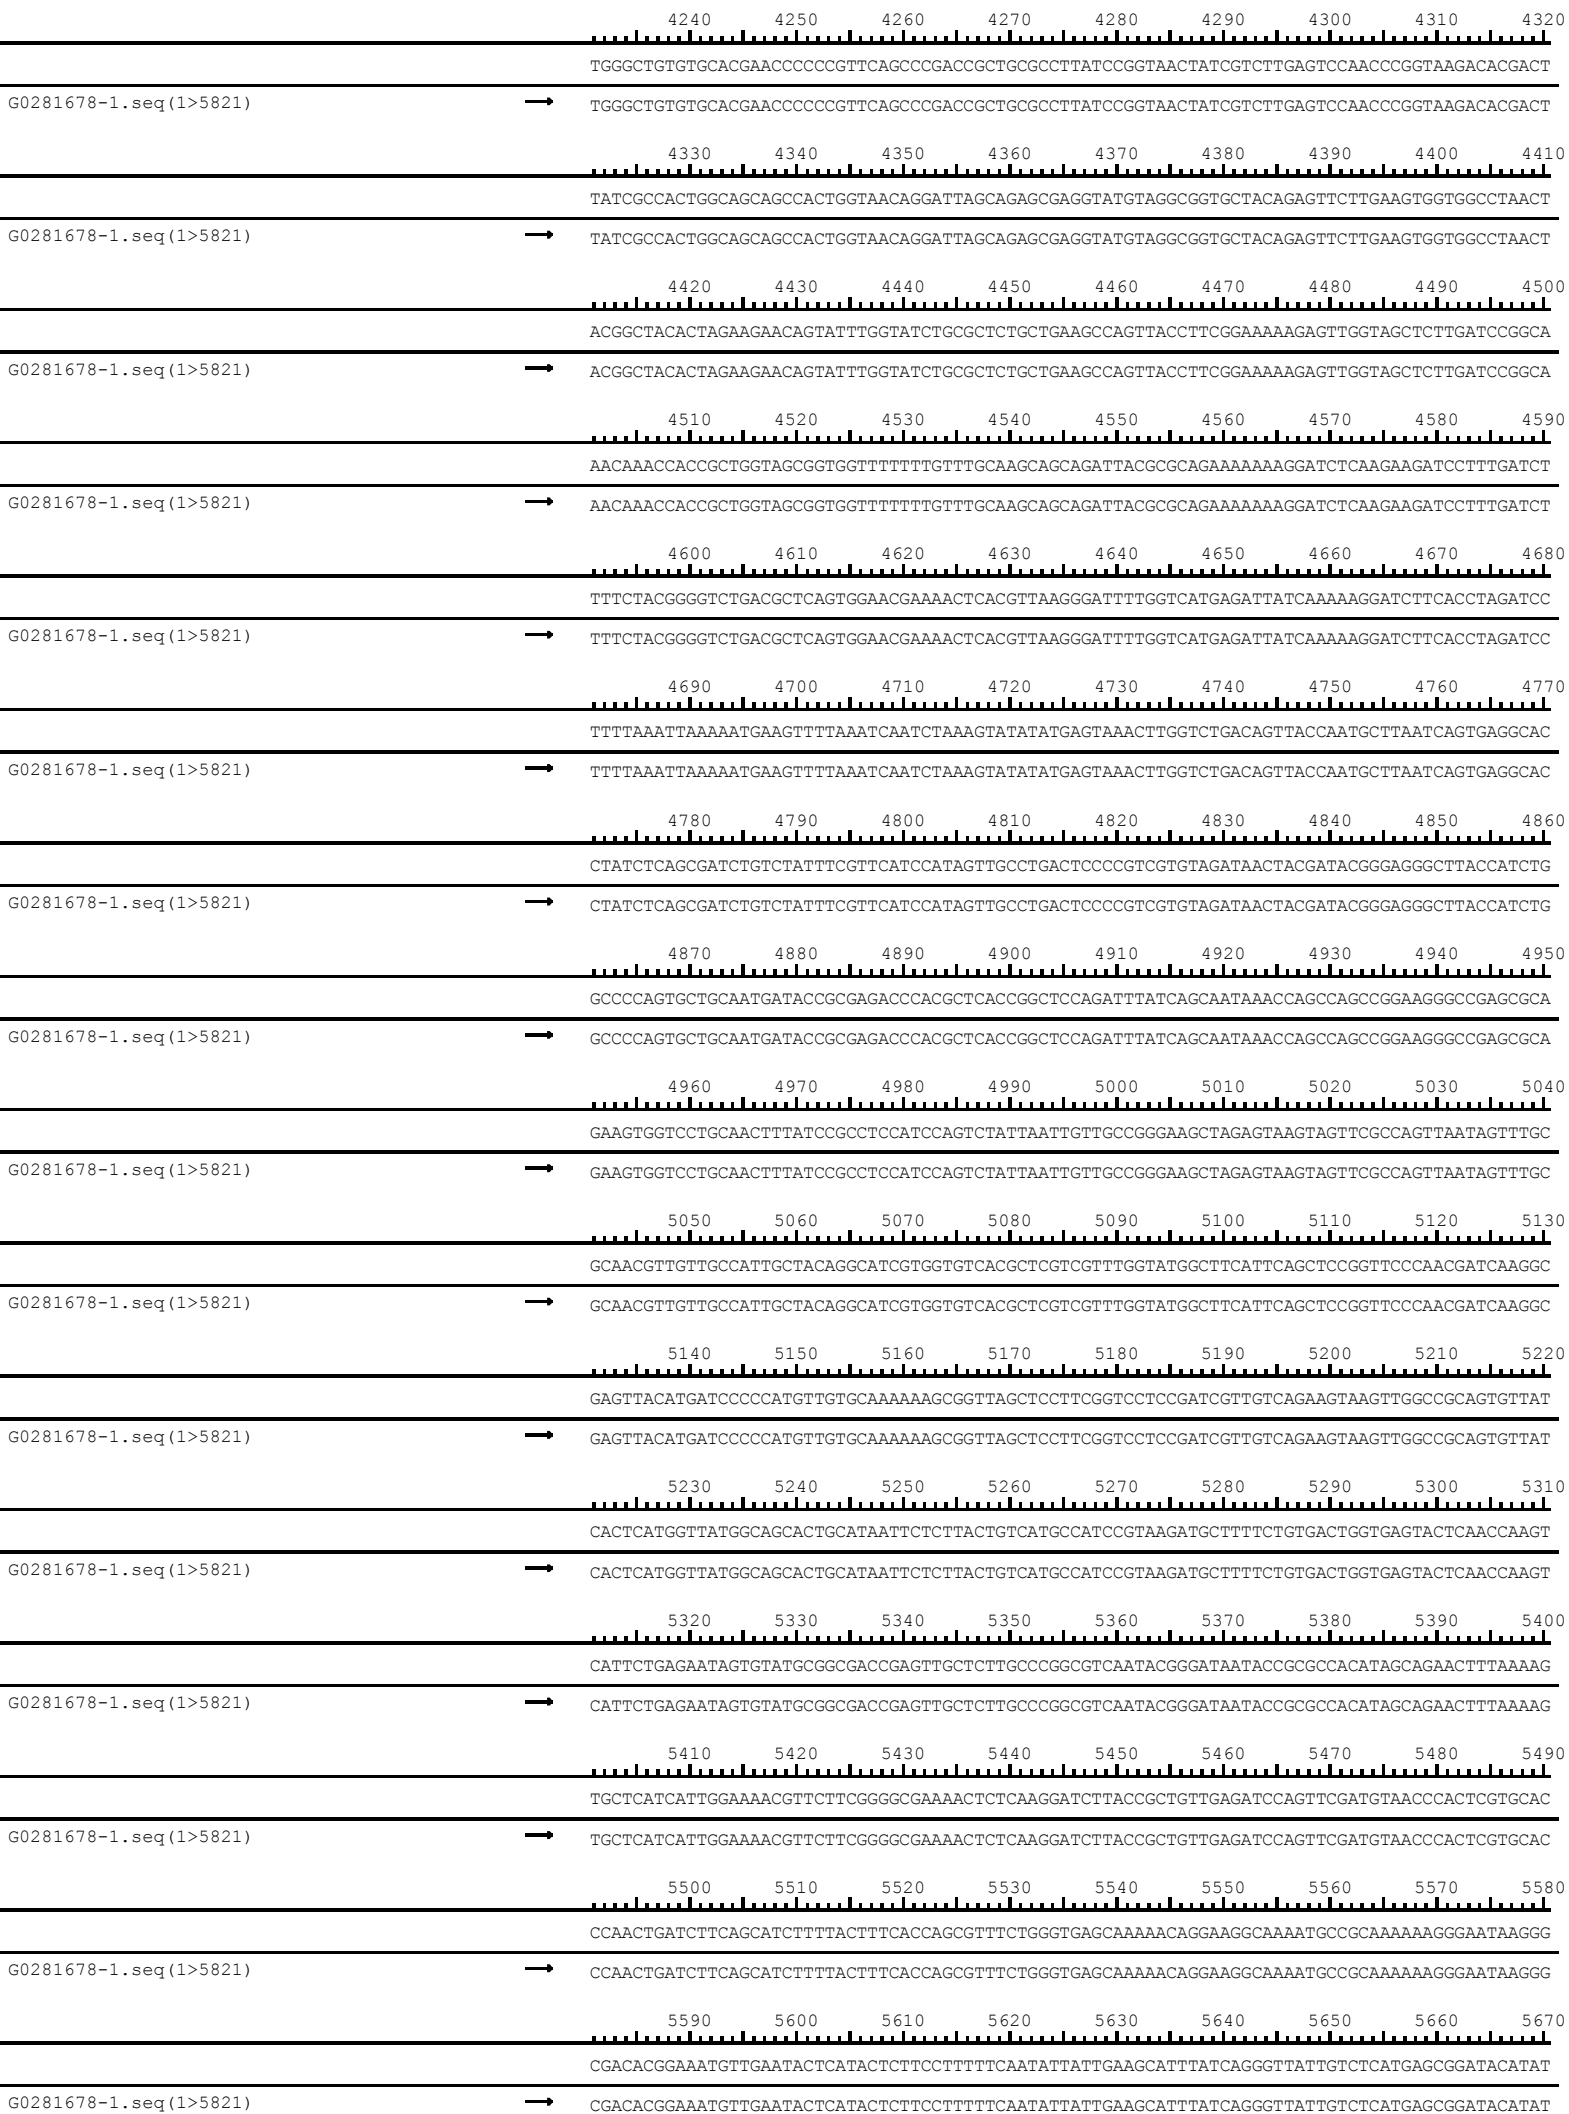 4240 4250 4260 4270 4280 4290 4300 4310 4320
TGGGCTGTGTGCACGAACCCCCCGTTCAGCCCGACCGCTGCGCCTTATCCGGTAACTATCGTCTTGAGTCCAACCCGGTAAGACACGACT
G0281678-1.seq(1>5821) → TGGGCTGTGTGCACGAACCCCCCGTTCAGCCCGACCGCTGCGCCTTATCCGGTAACTATCGTCTTGAGTCCAACCCGGTAAGACACGACT
4330 4340 4350 4360 4370 4380 4390 4400 4410
TATCGCCACTGGCAGCAGCCACTGGTAACAGGATTAGCAGAGCGAGGTATGTAGGCGGTGCTACAGAGTTCTTGAAGTGGTGGCCTAACT
G0281678-1.seq(1>5821) → TATCGCCACTGGCAGCAGCCACTGGTAACAGGATTAGCAGAGCGAGGTATGTAGGCGGTGCTACAGAGTTCTTGAAGTGGTGGCCTAACT
4420 4430 4440 4450 4460 4470 4480 4490 4500
ACGGCTACACTAGAAGAACAGTATTTGGTATCTGCGCTCTGCTGAAGCCAGTTACCTTCGGAAAAAGAGTTGGTAGCTCTTGATCCGGCA
G0281678-1.seq(1>5821) → ACGGCTACACTAGAAGAACAGTATTTGGTATCTGCGCTCTGCTGAAGCCAGTTACCTTCGGAAAAAGAGTTGGTAGCTCTTGATCCGGCA
4510 4520 4530 4540 4550 4560 4570 4580 4590
AACAAACCACCGCTGGTAGCGGTGGTTTTTTTGTTTGCAAGCAGCAGATTACGCGCAGAAAAAAAGGATCTCAAGAAGATCCTTTGATCT
G0281678-1.seq(1>5821) → AACAAACCACCGCTGGTAGCGGTGGTTTTTTTGTTTGCAAGCAGCAGATTACGCGCAGAAAAAAAGGATCTCAAGAAGATCCTTTGATCT
4600 4610 4620 4630 4640 4650 4660 4670 4680
TTTCTACGGGGTCTGACGCTCAGTGGAACGAAAACTCACGTTAAGGGATTTTGGTCATGAGATTATCAAAAAGGATCTTCACCTAGATCC
G0281678-1.seq(1>5821) → TTTCTACGGGGTCTGACGCTCAGTGGAACGAAAACTCACGTTAAGGGATTTTGGTCATGAGATTATCAAAAAGGATCTTCACCTAGATCC
4690 4700 4710 4720 4730 4740 4750 4760 4770
TTTTAAATTAAAAATGAAGTTTTAAATCAATCTAAAGTATATATGAGTAAACTTGGTCTGACAGTTACCAATGCTTAATCAGTGAGGCAC
G0281678-1.seq(1>5821) → TTTTAAATTAAAAATGAAGTTTTAAATCAATCTAAAGTATATATGAGTAAACTTGGTCTGACAGTTACCAATGCTTAATCAGTGAGGCAC
4780 4790 4800 4810 4820 4830 4840 4850 4860
CTATCTCAGCGATCTGTCTATTTCGTTCATCCATAGTTGCCTGACTCCCCGTCGTGTAGATAACTACGATACGGGAGGGCTTACCATCTG
G0281678-1.seq(1>5821) → CTATCTCAGCGATCTGTCTATTTCGTTCATCCATAGTTGCCTGACTCCCCGTCGTGTAGATAACTACGATACGGGAGGGCTTACCATCTG
4870 4880 4890 4900 4910 4920 4930 4940 4950
GCCCCAGTGCTGCAATGATACCGCGAGACCCACGCTCACCGGCTCCAGATTTATCAGCAATAAACCAGCCAGCCGGAAGGGCCGAGCGCA
G0281678-1.seq(1>5821) → GCCCCAGTGCTGCAATGATACCGCGAGACCCACGCTCACCGGCTCCAGATTTATCAGCAATAAACCAGCCAGCCGGAAGGGCCGAGCGCA
4960 4970 4980 4990 5000 5010 5020 5030 5040
GAAGTGGTCCTGCAACTTTATCCGCCTCCATCCAGTCTATTAATTGTTGCCGGGAAGCTAGAGTAAGTAGTTCGCCAGTTAATAGTTTGC
G0281678-1.seq(1>5821) → GAAGTGGTCCTGCAACTTTATCCGCCTCCATCCAGTCTATTAATTGTTGCCGGGAAGCTAGAGTAAGTAGTTCGCCAGTTAATAGTTTGC
5050 5060 5070 5080 5090 5100 5110 5120 5130
GCAACGTTGTTGCCATTGCTACAGGCATCGTGGTGTCACGCTCGTCGTTTGGTATGGCTTCATTCAGCTCCGGTTCCCAACGATCAAGGC
G0281678-1.seq(1>5821) → GCAACGTTGTTGCCATTGCTACAGGCATCGTGGTGTCACGCTCGTCGTTTGGTATGGCTTCATTCAGCTCCGGTTCCCAACGATCAAGGC
5140 5150 5160 5170 5180 5190 5200 5210 5220
GAGTTACATGATCCCCCATGTTGTGCAAAAAAGCGGTTAGCTCCTTCGGTCCTCCGATCGTTGTCAGAAGTAAGTTGGCCGCAGTGTTAT
G0281678-1.seq(1>5821) → GAGTTACATGATCCCCCATGTTGTGCAAAAAAGCGGTTAGCTCCTTCGGTCCTCCGATCGTTGTCAGAAGTAAGTTGGCCGCAGTGTTAT
5230 5240 5250 5260 5270 5280 5290 5300 5310
CACTCATGGTTATGGCAGCACTGCATAATTCTCTTACTGTCATGCCATCCGTAAGATGCTTTTCTGTGACTGGTGAGTACTCAACCAAGT
G0281678-1.seq(1>5821) → CACTCATGGTTATGGCAGCACTGCATAATTCTCTTACTGTCATGCCATCCGTAAGATGCTTTTCTGTGACTGGTGAGTACTCAACCAAGT
5320 5330 5340 5350 5360 5370 5380 5390 5400
CATTCTGAGAATAGTGTATGCGGCGACCGAGTTGCTCTTGCCCGGCGTCAATACGGGATAATACCGCGCCACATAGCAGAACTTTAAAAG
G0281678-1.seq(1>5821) → CATTCTGAGAATAGTGTATGCGGCGACCGAGTTGCTCTTGCCCGGCGTCAATACGGGATAATACCGCGCCACATAGCAGAACTTTAAAAG
5410 5420 5430 5440 5450 5460 5470 5480 5490
TGCTCATCATTGGAAAACGTTCTTCGGGGCGAAAACTCTCAAGGATCTTACCGCTGTTGAGATCCAGTTCGATGTAACCCACTCGTGCAC
G0281678-1.seq(1>5821) → TGCTCATCATTGGAAAACGTTCTTCGGGGCGAAAACTCTCAAGGATCTTACCGCTGTTGAGATCCAGTTCGATGTAACCCACTCGTGCAC
5500 5510 5520 5530 5540 5550 5560 5570 5580
CCAACTGATCTTCAGCATCTTTTACTTTCACCAGCGTTTCTGGGTGAGCAAAAACAGGAAGGCAAAATGCCGCAAAAAAGGGAATAAGGG
G0281678-1.seq(1>5821) → CCAACTGATCTTCAGCATCTTTTACTTTCACCAGCGTTTCTGGGTGAGCAAAAACAGGAAGGCAAAATGCCGCAAAAAAGGGAATAAGGG
5590 5600 5610 5620 5630 5640 5650 5660 5670
CGACACGGAAATGTTGAATACTCATACTCTTCCTTTTTCAATATTATTGAAGCATTTATCAGGGTTATTGTCTCATGAGCGGATACATAT
G0281678-1.seq(1>5821) → CGACACGGAAATGTTGAATACTCATACTCTTCCTTTTTCAATATTATTGAAGCATTTATCAGGGTTATTGTCTCATGAGCGGATACATAT